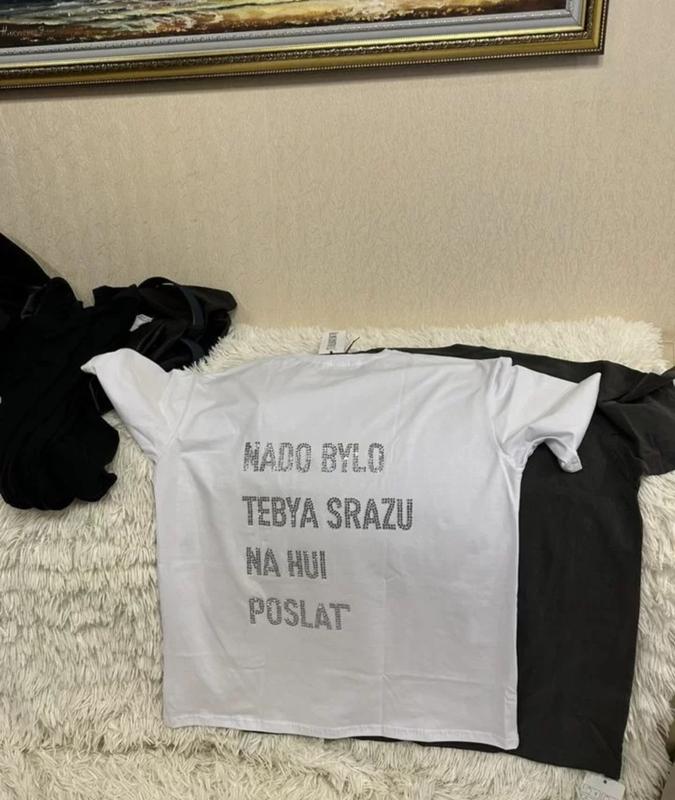 NADO BYLO
TEBYA SRAZU
NA HUI
POSLAT'